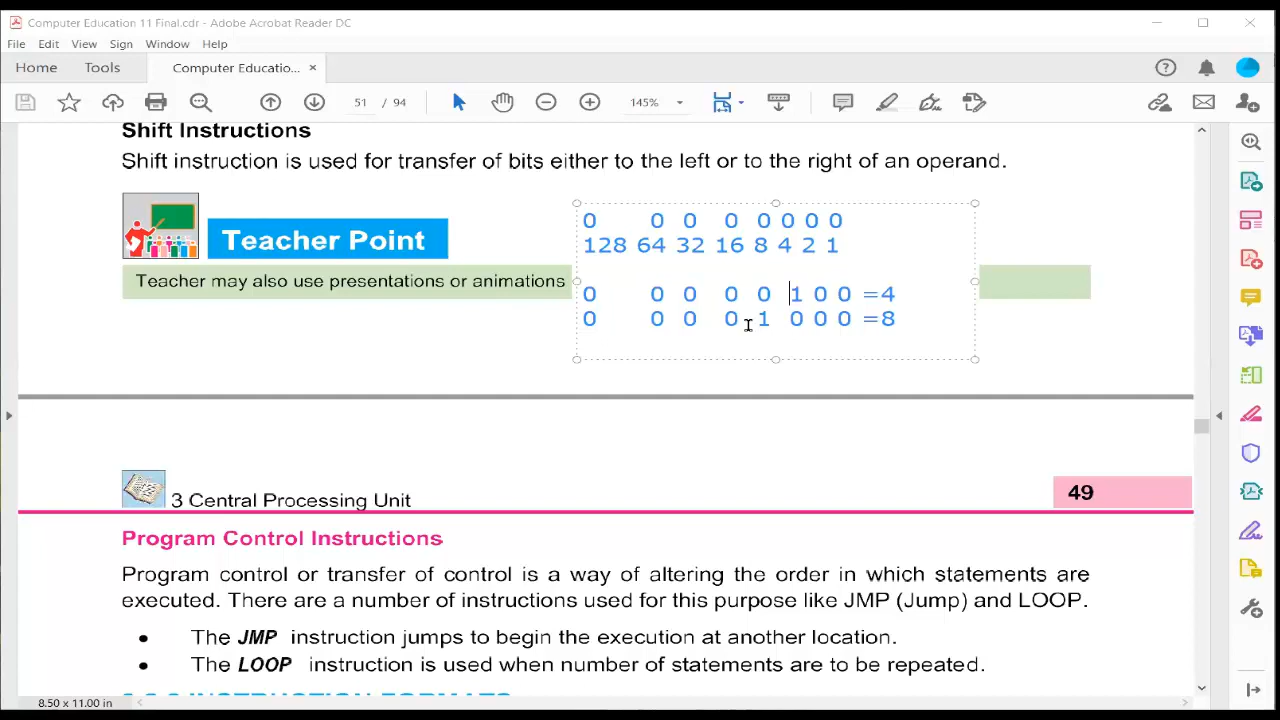 Computer Education 11 Final.cdr - Adobe Acrobat Reader DC
File Edit View Sign Window Help
Home Tools Computer Educatio... ×
51 / 94 145%
Shift Instructions
Shift instruction is used for transfer of bits either to the left or to the right of an operand.
Teacher Point
Teacher may also use presentations or animations
0 0 0 0 0 0 0 0
128 64 32 16 8 4 2 1
0 0 0 0 0 1 0 0 =4
0 0 0 0 1 0 0 0 =8
3 Central Processing Unit
49
Program Control Instructions
Program control or transfer of control is a way of altering the order in which statements are
executed. There are a number of instructions used for this purpose like JMP (Jump) and LOOP.
• The JMP instruction jumps to begin the execution at another location.
• The LOOP instruction is used when number of statements are to be repeated.
8.50 x 11.00 in